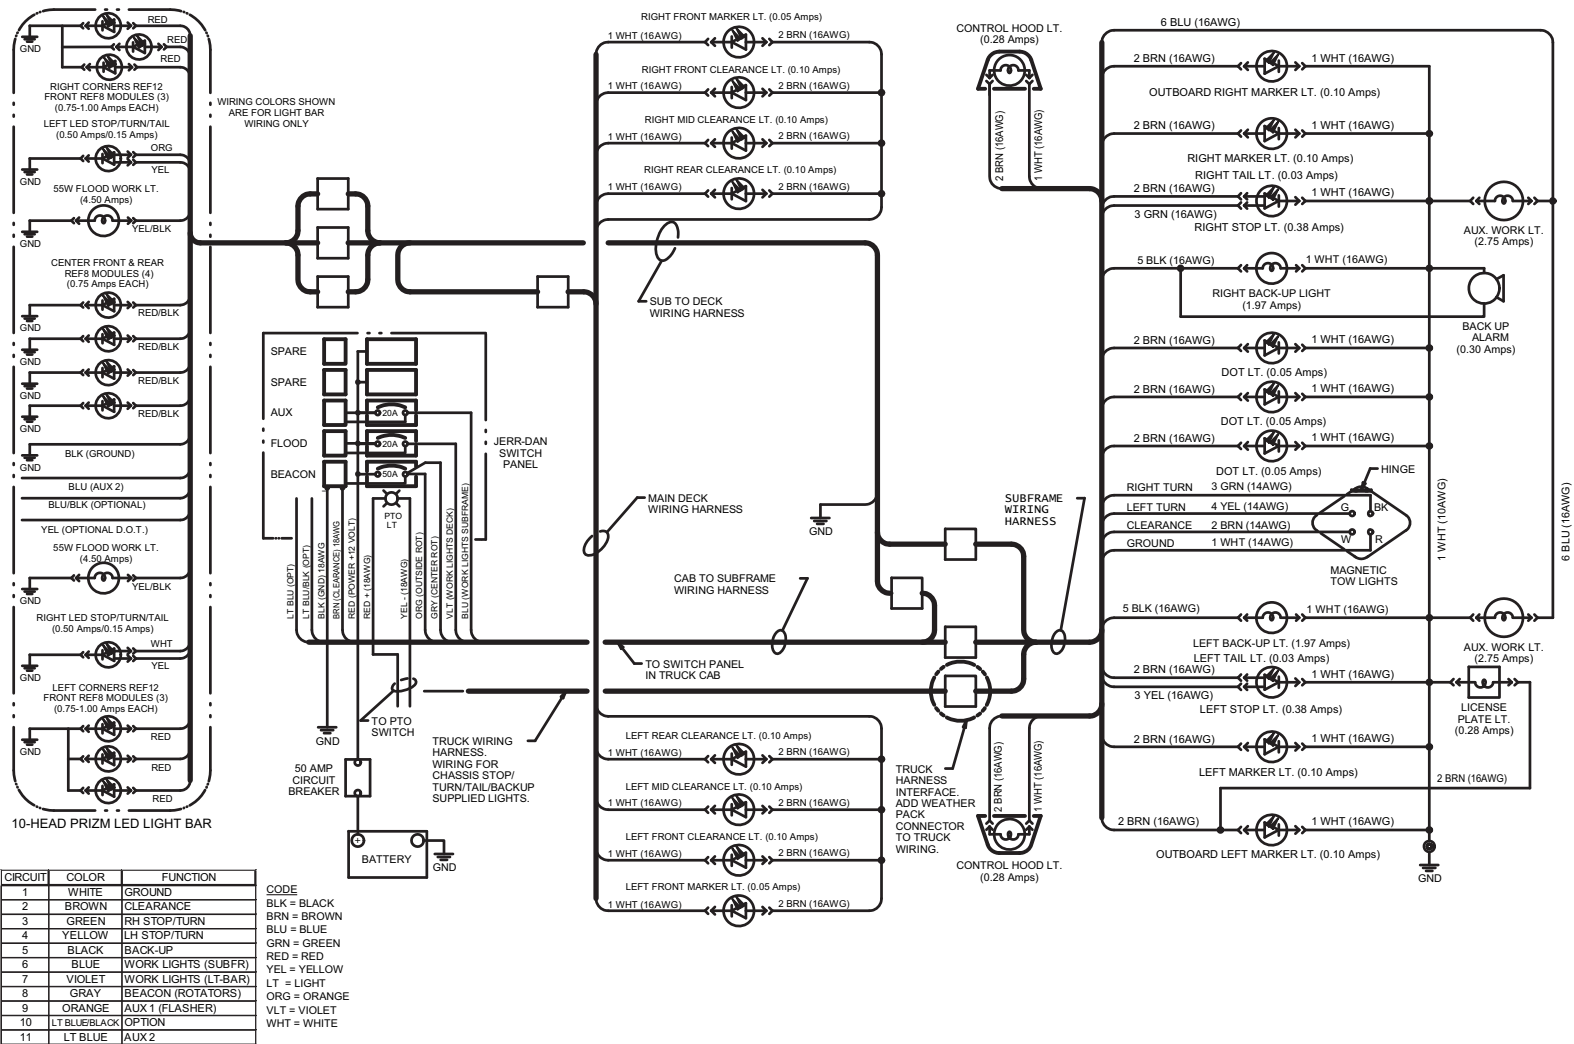 RED
RED
RED
GND
RIGHT CORNERS REF12
FRONT REF8 MODULES (3)
(0.75-1.00 Amps EACH)
LEFT LED STOP/TURN/TAIL
(0.50 Amps/0.15 Amps)
ORG
YEL
GND
55W FLOOD WORK LT.
(4.50 Amps)
YEL/BLK
GND
CENTER FRONT & REAR
REF8 MODULES (4)
(0.75 Amps EACH)
RED/BLK
GND
RED/BLK
GND
RED/BLK
GND
RED/BLK
GND
BLK (GROUND)
GND
BLU (AUX 2)
BLU/BLK (OPTIONAL)
YEL (OPTIONAL D.O.T.)
55W FLOOD WORK LT.
(4.50 Amps)
YEL/BLK
GND
RIGHT LED STOP/TURN/TAIL
(0.50 Amps/0.15 Amps)
WHT
YEL
GND
LEFT CORNERS REF12
FRONT REF8 MODULES (3)
(0.75-1.00 Amps EACH)
RED
GND
RED
RED
10-HEAD PRIZM LED LIGHT BAR
WIRING COLORS SHOWN
ARE FOR LIGHT BAR
WIRING ONLY
SPARE
SPARE
AUX
20A
FLOOD
20A
BEACON
50A
JERR-DAN
SWITCH
PANEL
PTO
LT
LT BLU (OPT)
LT BLU/BLK (OPT)
BLK (GND) 18AWG
BRN (CLEARANCE) 18AWG
RED (POWER +12 VOLT)
RED + (18AWG)
YEL - (18AWG)
ORG (OUTSIDE ROT)
GRY (CENTER ROT)
VLT (WORK LIGHTS DECK)
BLU (WORK LIGHTS SUBFRAME)
GND
TO PTO
SWITCH
50 AMP
CIRCUIT
BREAKER
+
-
BATTERY
GND
TRUCK WIRING
HARNESS.
WIRING FOR
CHASSIS STOP/
TURN/TAIL/BACKUP
SUPPLIED LIGHTS.
RIGHT FRONT MARKER LT. (0.05 Amps)
1 WHT (16AWG) 2 BRN (16AWG)
RIGHT FRONT CLEARANCE LT. (0.10 Amps)
1 WHT (16AWG) 2 BRN (16AWG)
RIGHT MID CLEARANCE LT. (0.10 Amps)
1 WHT (16AWG) 2 BRN (16AWG)
RIGHT REAR CLEARANCE LT. (0.10 Amps)
1 WHT (16AWG) 2 BRN (16AWG)
SUB TO DECK
WIRING HARNESS
MAIN DECK
WIRING HARNESS
GND
CAB TO SUBFRAME
WIRING HARNESS
TO SWITCH PANEL
IN TRUCK CAB
LEFT REAR CLEARANCE LT. (0.10 Amps)
1 WHT (16AWG) 2 BRN (16AWG)
LEFT MID CLEARANCE LT. (0.10 Amps)
1 WHT (16AWG) 2 BRN (16AWG)
LEFT FRONT CLEARANCE LT. (0.10 Amps)
1 WHT (16AWG) 2 BRN (16AWG)
LEFT FRONT MARKER LT. (0.05 Amps)
1 WHT (16AWG) 2 BRN (16AWG)
CONTROL HOOD LT.
(0.28 Amps)
2 BRN (16AWG)
1 WHT (16AWG)
SUBFRAME
WIRING
HARNESS
TRUCK
HARNESS
INTERFACE.
ADD WEATHER
PACK
CONNECTOR
TO TRUCK
WIRING.
2 BRN (16AWG)
1 WHT (16AWG)
CONTROL HOOD LT.
(0.28 Amps)
6 BLU (16AWG)
2 BRN (16AWG) 1 WHT (16AWG)
OUTBOARD RIGHT MARKER LT. (0.10 Amps)
2 BRN (16AWG) 1 WHT (16AWG)
RIGHT MARKER LT. (0.10 Amps)
RIGHT TAIL LT. (0.03 Amps)
2 BRN (16AWG) 1 WHT (16AWG)
3 GRN (16AWG)
RIGHT STOP LT. (0.38 Amps)
AUX. WORK LT.
(2.75 Amps)
5 BLK (16AWG) 1 WHT (16AWG)
RIGHT BACK-UP LIGHT
(1.97 Amps)
BACK UP
ALARM
(0.30 Amps)
2 BRN (16AWG) 1 WHT (16AWG)
DOT LT. (0.05 Amps)
2 BRN (16AWG) 1 WHT (16AWG)
DOT LT. (0.05 Amps)
2 BRN (16AWG) 1 WHT (16AWG)
DOT LT. (0.05 Amps)
HINGE
RIGHT TURN 3 GRN (14AWG)
LEFT TURN 4 YEL (14AWG)
CLEARANCE 2 BRN (14AWG)
GROUND 1 WHT (14AWG)
G BK
W R
MAGNETIC
TOW LIGHTS
1 WHT (10AWG)
6 BLU (16AWG)
5 BLK (16AWG) 1 WHT (16AWG)
LEFT BACK-UP LT. (1.97 Amps)
AUX. WORK LT.
(2.75 Amps)
LEFT TAIL LT. (0.03 Amps)
2 BRN (16AWG) 1 WHT (16AWG)
3 YEL (16AWG)
LEFT STOP LT. (0.38 Amps)
LICENSE
PLATE LT.
(0.28 Amps)
2 BRN (16AWG) 1 WHT (16AWG)
LEFT MARKER LT. (0.10 Amps)
2 BRN (16AWG)
2 BRN (16AWG) 1 WHT (16AWG)
OUTBOARD LEFT MARKER LT. (0.10 Amps)
GND
CIRCUIT COLOR FUNCTION
1 WHITE GROUND
2 BROWN CLEARANCE
3 GREEN RH STOP/TURN
4 YELLOW LH STOP/TURN
5 BLACK BACK-UP
6 BLUE WORK LIGHTS (SUBFR)
7 VIOLET WORK LIGHTS (LT-BAR)
8 GRAY BEACON (ROTATORS)
9 ORANGE AUX 1 (FLASHER)
10 LT BLUE/BLACK OPTION
11 LT BLUE AUX 2
CODE
BLK = BLACK
BRN = BROWN
BLU = BLUE
GRN = GREEN
RED = RED
YEL = YELLOW
LT = LIGHT
ORG = ORANGE
VLT = VIOLET
WHT = WHITE